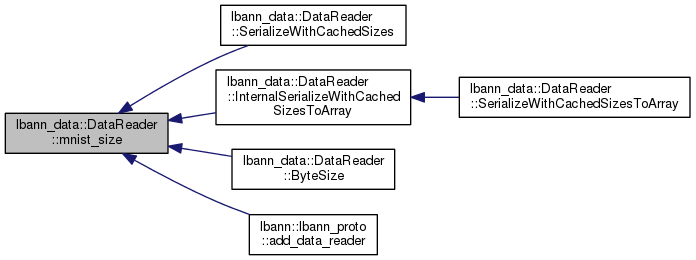 lbann_data::DataReader
::SerializeWithCachedSizes
lbann_data::DataReader
::InternalSerializeWithCached
SizesToArray
lbann_data::DataReader
::SerializeWithCachedSizesToArray
lbann_data::DataReader
::mnist_size
lbann_data::DataReader
::ByteSize
lbann::lbann_proto
::add_data_reader